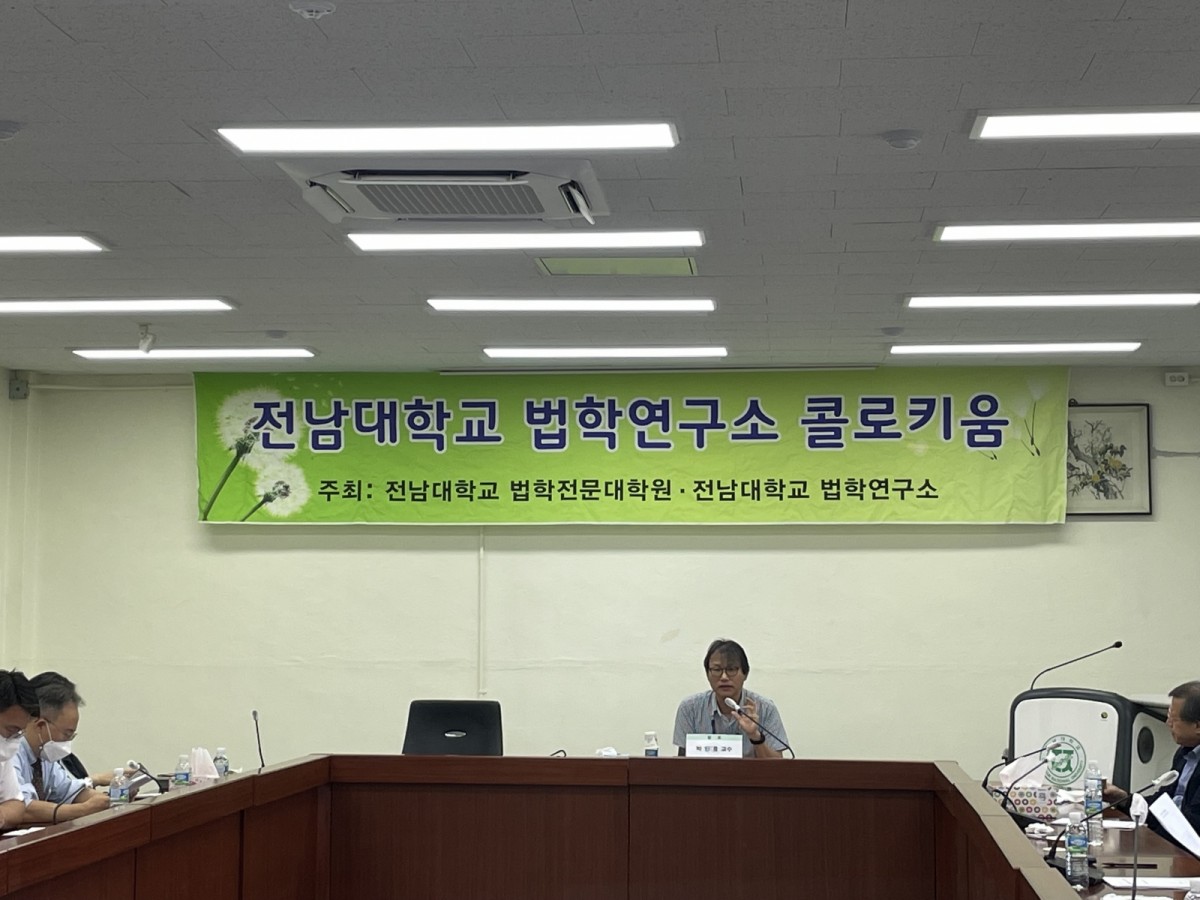 전남대학교 법학연구소 콜로키움
주최: 전남대학교 법학전문대학원 · 전남대학교 법학연구소
교수